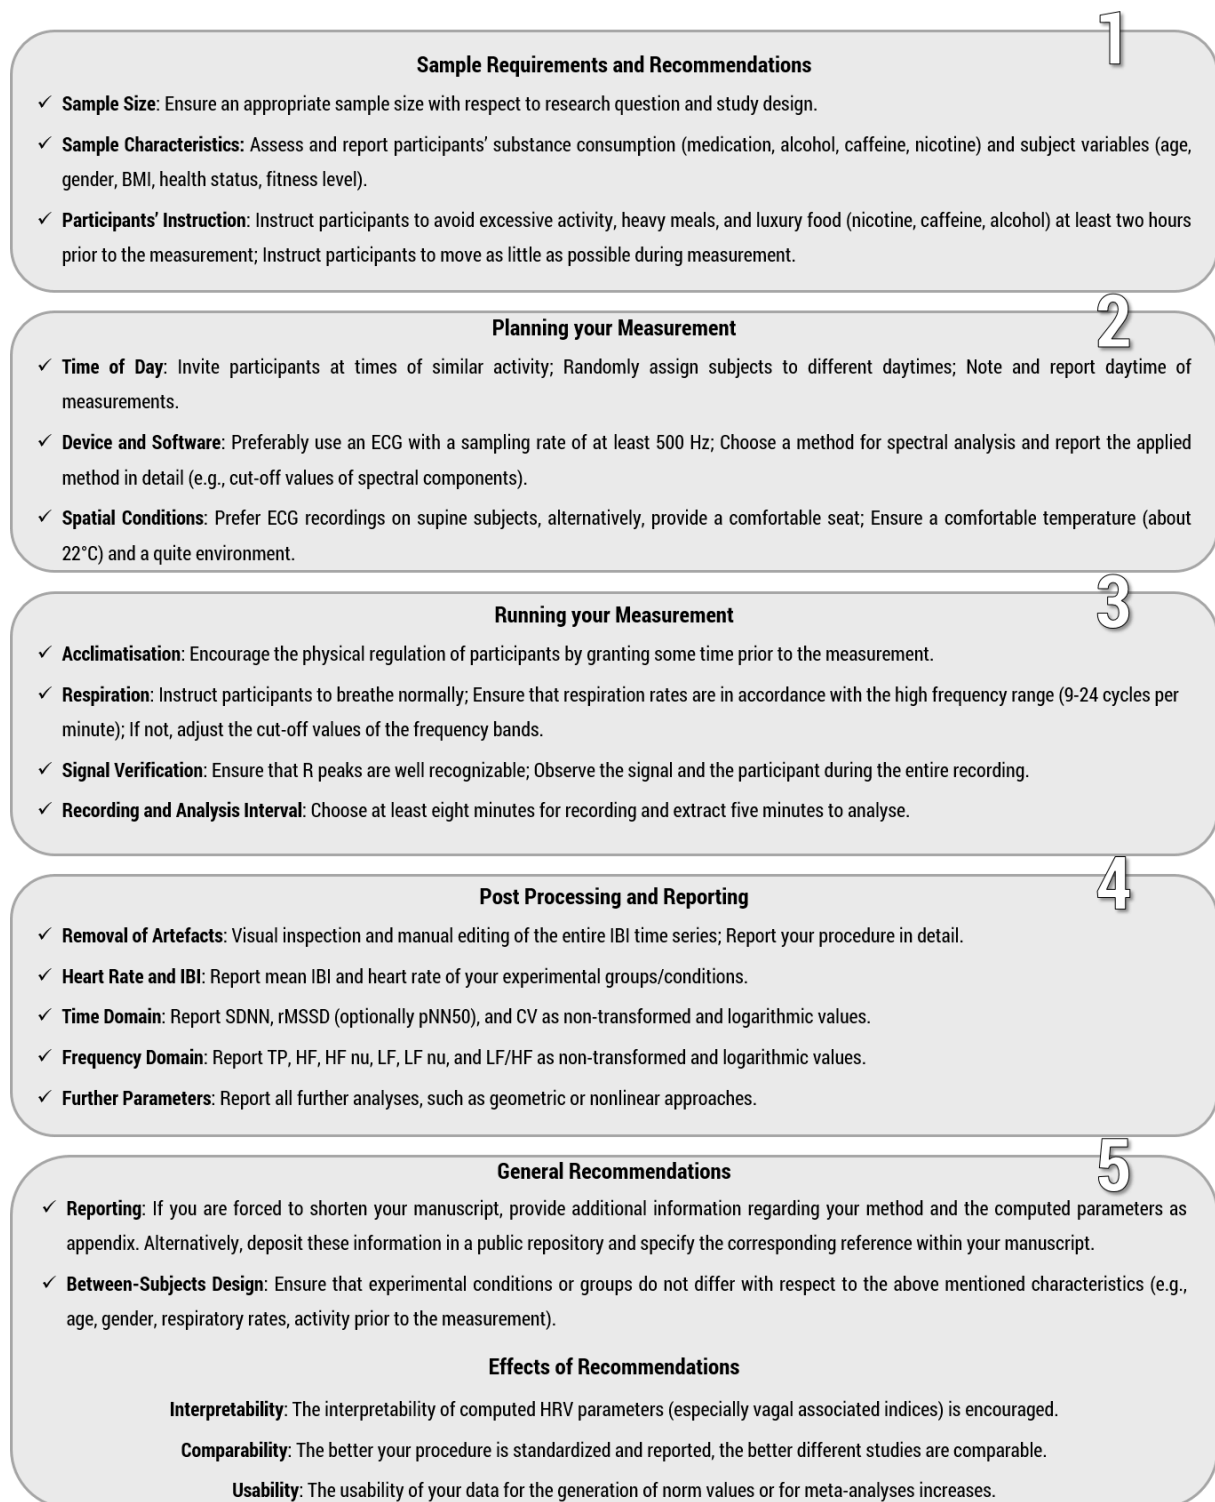 1
Sample Requirements and Recommendations
✓ Sample Size: Ensure an appropriate sample size with respect to research question and study design.
✓ Sample Characteristics: Assess and report participants' substance consumption (medication, alcohol, caffeine, nicotine) and subject variables (age,
gender, BMI, health status, fitness level).
✓ Participants' Instruction: Instruct participants to avoid excessive activity, heavy meals, and luxury food (nicotine, caffeine, alcohol) at least two hours
prior to the measurement; Instruct participants to move as little as possible during measurement.
2
Planning your Measurement
✓ Time of Day: Invite participants at times of similar activity; Randomly assign subjects to different daytimes; Note and report daytime of
measurements.
✓ Device and Software: Preferably use an ECG with a sampling rate of at least 500 Hz; Choose a method for spectral analysis and report the applied
method in detail (e.g., cut-off values of spectral components).
✓ Spatial Conditions: Prefer ECG recordings on supine subjects, alternatively, provide a comfortable seat; Ensure a comfortable temperature (about
22°C) and a quite environment.
3
Running your Measurement
✓ Acclimatisation: Encourage the physical regulation of participants by granting some time prior to the measurement.
✓ Respiration: Instruct participants to breathe normally; Ensure that respiration rates are in accordance with the high frequency range (9-24 cycles per
minute); If not, adjust the cut-off values of the frequency bands.
✓ Signal Verification: Ensure that R peaks are well recognizable; Observe the signal and the participant during the entire recording.
✓ Recording and Analysis Interval: Choose at least eight minutes for recording and extract five minutes to analyse.
4
Post Processing and Reporting
✓ Removal of Artefacts: Visual inspection and manual editing of the entire IBI time series; Report your procedure in detail.
✓ Heart Rate and IBI: Report mean IBI and heart rate of your experimental groups/conditions.
✓ Time Domain: Report SDNN, rMSSD (optionally pNN50), and CV as non-transformed and logarithmic values.
✓ Frequency Domain: Report TP, HF, HF nu, LF, LF nu, and LF/HF as non-transformed and logarithmic values.
✓ Further Parameters: Report all further analyses, such as geometric or nonlinear approaches.
5
General Recommendations
✓ Reporting: If you are forced to shorten your manuscript, provide additional information regarding your method and the computed parameters as
appendix. Alternatively, deposit these information in a public repository and specify the corresponding reference within your manuscript.
✓ Between-Subjects Design: Ensure that experimental conditions or groups do not differ with respect to the above mentioned characteristics (e.g.,
age, gender, respiratory rates, activity prior to the measurement).
Effects of Recommendations
Interpretability: The interpretability of computed HRV parameters (especially vagal associated indices) is encouraged.
Comparability: The better your procedure is standardized and reported, the better different studies are comparable.
Usability: The usability of your data for the generation of norm values or for meta-analyses increases.